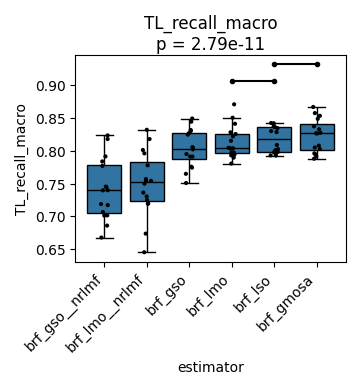 TL_recall_macro
p = 2.79e-11
TL_recall_macro
0.90
0.85
0.80
0.75
0.70
0.65
brf_gso__nrlmf
brf_lmo__nrlmf
brf_gso
brf_lmo
brf_lso
brf_gmosa
estimator